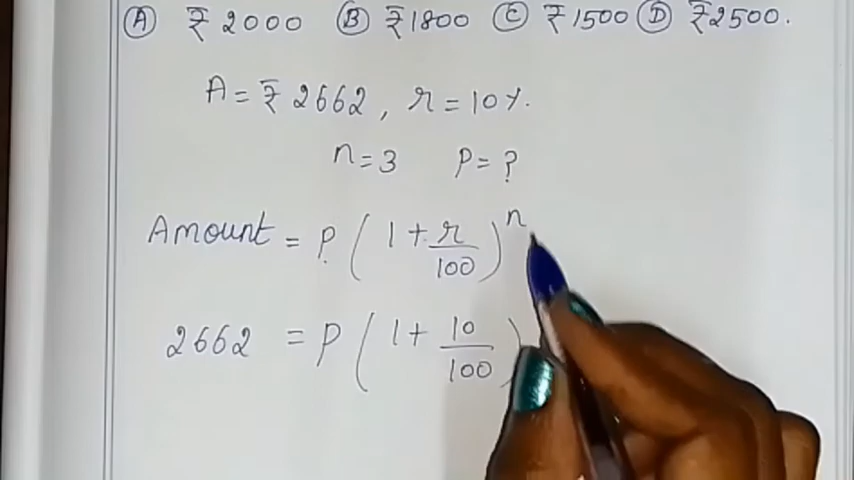 Ⓐ ₹ 2000 Ⓑ ₹1800 Ⓒ ₹1500 Ⓓ ₹2500.
A = ₹ 2662, r = 10%.
n = 3 P = ?
Amount = P ( 1 + r/100 )^n
2662 = P ( 1 + 10/100 )